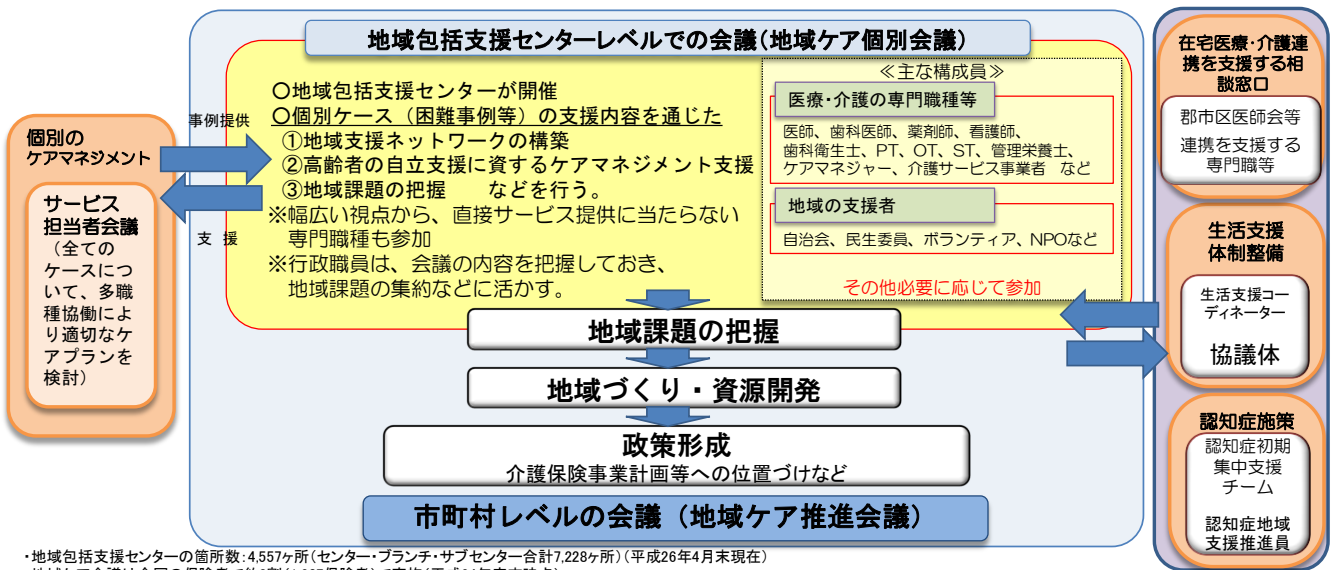 地域包括支援センターレベルでの会議(地域ケア個別会議)
個別の
ケアマネジメント
サービス
担当者会議
(全ての
ケースにつ
いて、多職
種協働によ
り適切なケ
アプランを
検討)
事例提供
支 援
〇地域包括支援センターが開催
〇個別ケース(困難事例等)の支援内容を通じた
①地域支援ネットワークの構築
②高齢者の自立支援に資するケアマネジメント支援
③地域課題の把握 などを行う。
※幅広い視点から、直接サービス提供に当たらない
専門職種も参加
※行政職員は、会議の内容を把握しておき、
地域課題の集約などに活かす。
≪主な構成員≫
医療・介護の専門職種等
医師、歯科医師、薬剤師、看護師、
歯科衛生士、PT、OT、ST、管理栄養士、
ケアマネジャー、介護サービス事業者 など
地域の支援者
自治会、民生委員、ボランティア、NPOなど
その他必要に応じて参加
地域課題の把握
地域づくり・資源開発
政策形成
介護保険事業計画等への位置づけなど
市町村レベルの会議(地域ケア推進会議)
在宅医療・介護連
携を支援する相
談窓口
郡市区医師会等
連携を支援する
専門職等
生活支援
体制整備
生活支援コー
ディネーター
協議体
認知症施策
認知症初期
集中支援
チーム
認知症地域
支援推進員
・地域包括支援センターの箇所数:4,557ヶ所(センター・ブランチ・サブセンター合計7,228ヶ所)(平成26年4月末現在)